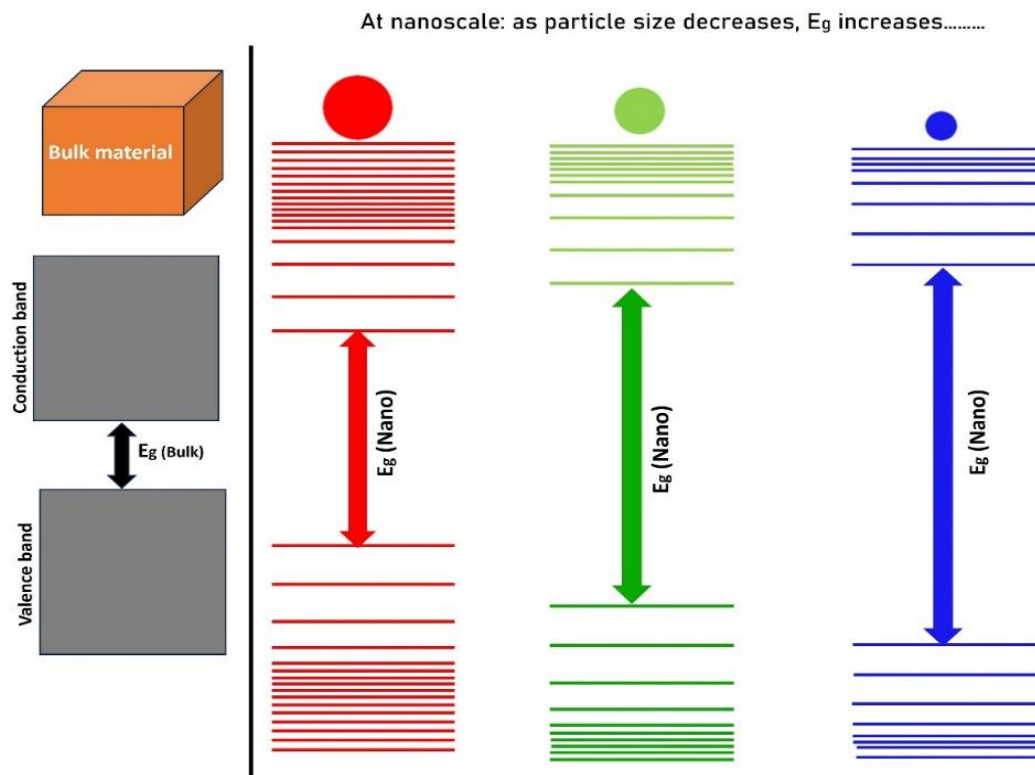 At nanoscale: as particle size decreases, Eg increases.........
Bulk material
Conduction band
Eg (Bulk)
Valence band
Eg (Nano)
Eg (Nano)
Eg (Nano)